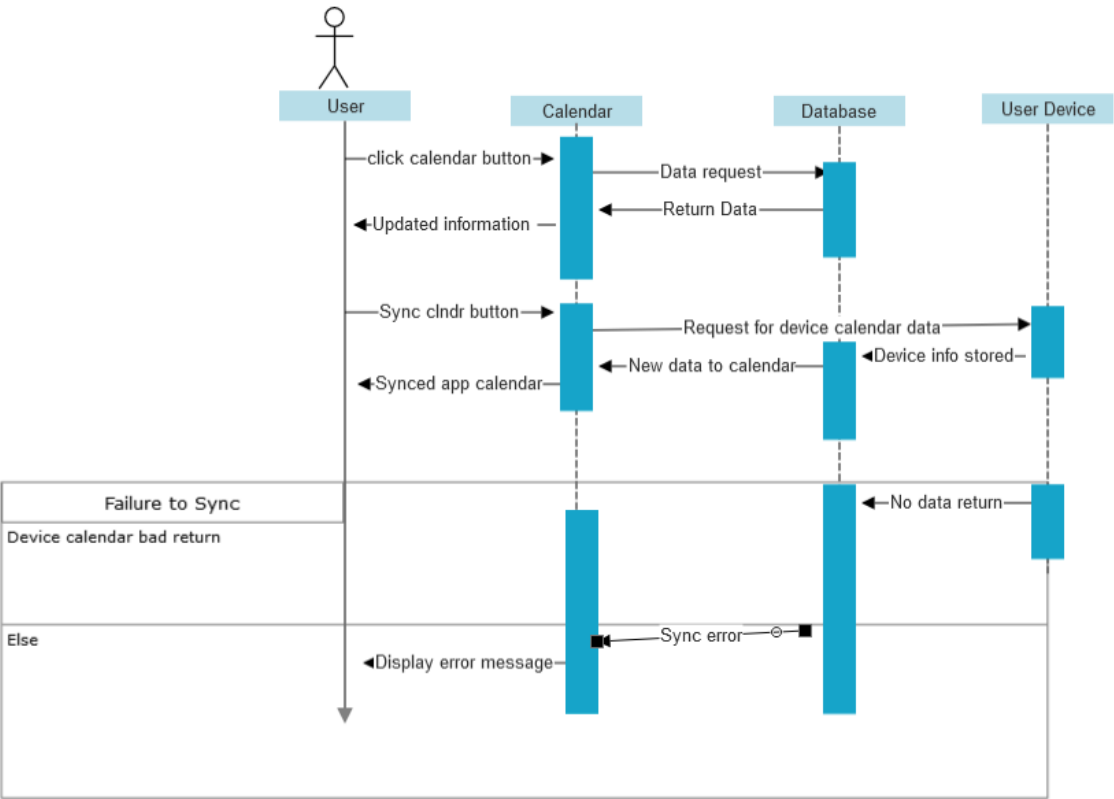 User
Calendar
Database
User Device
click calendar button
Data request
Return Data
Updated information
Sync clndr button
Request for device calendar data
Device info stored
New data to calendar
Synced app calendar
Failure to Sync
No data return
Device calendar bad return
Else
Sync error
Display error message